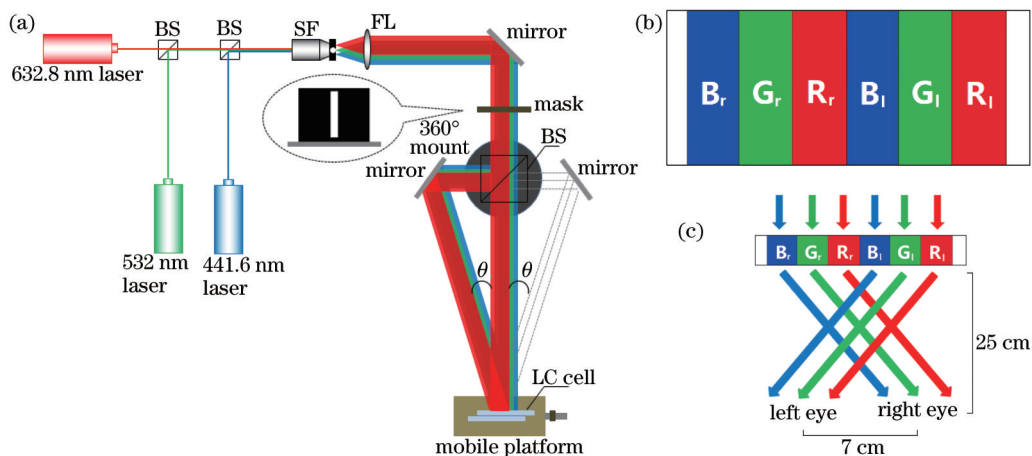 (a)
BS
BS
SF
FL
mirror
632.8 nm laser
mask
360°
mount
BS
mirror
mirror
532 nm
laser
441.6 nm
laser
θ
θ
LC cell
mobile platform
(b)
Br Gr Rr Bl Gl Rl
(c)
Br Gr Rr Bl Gl Rl
25 cm
left eye right eye
7 cm